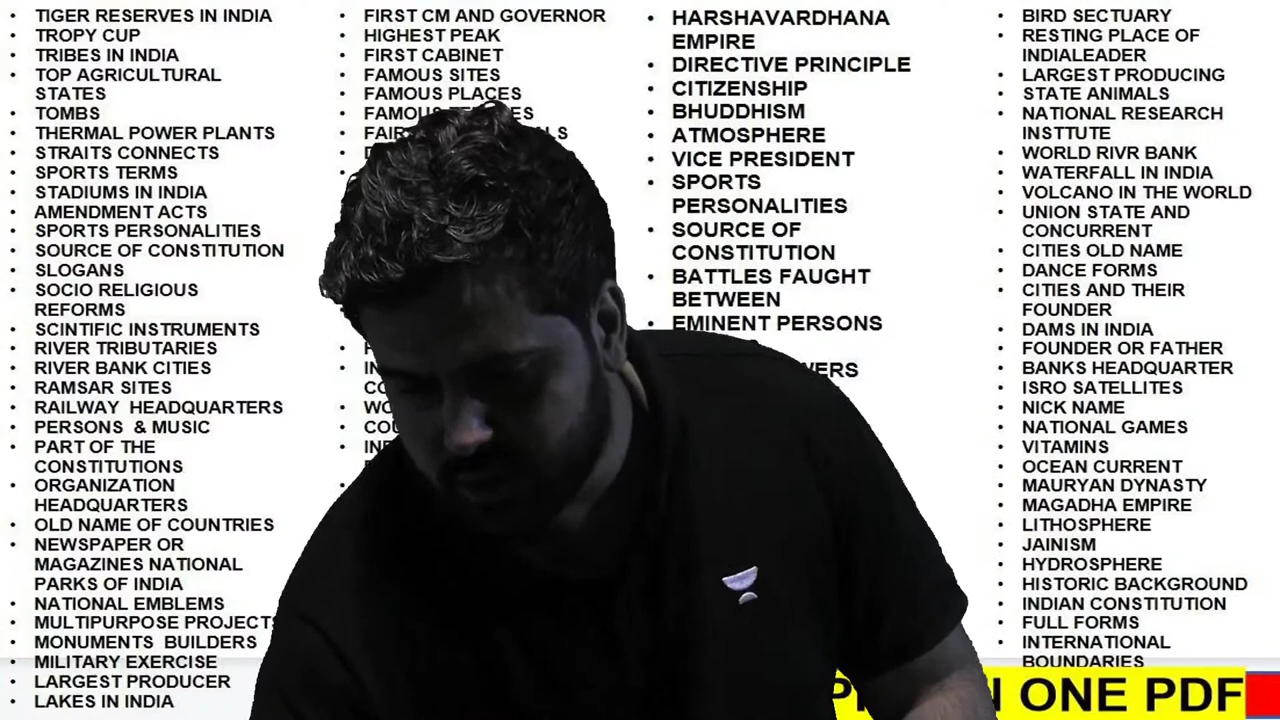 TIGER RESERVES IN INDIA
TROPY CUP
TRIBES IN INDIA
TOP AGRICULTURAL
STATES
TOMBS
THERMAL POWER PLANTS
STRAITS CONNECTS
SPORTS TERMS
STADIUMS IN INDIA
AMENDMENT ACTS
SPORTS PERSONALITIES
SOURCE OF CONSTITUTION
SLOGANS
SOCIO RELIGIOUS
REFORMS
SCINTIFIC INSTRUMENTS
RIVER TRIBUTARIES
RIVER BANK CITIES
RAMSAR SITES
RAILWAY HEADQUARTERS
PERSONS & MUSIC
PART OF THE
CONSTITUTIONS
ORGANIZATION
HEADQUARTERS
OLD NAME OF COUNTRIES
NEWSPAPER OR
MAGAZINES NATIONAL
PARKS OF INDIA
NATIONAL EMBLEMS
MULTIPURPOSE PROJECTS
MONUMENTS BUILDERS
MILITARY EXERCISE
LARGEST PRODUCER
LAKES IN INDIA
FIRST CM AND GOVERNOR
HIGHEST PEAK
FIRST CABINET
FAMOUS SITES
FAMOUS PLACES
FAMOUS
HARSHAVARDHANA
EMPIRE
DIRECTIVE PRINCIPLE
CITIZENSHIP
BHUDDHISM
ATMOSPHERE
VICE PRESIDENT
SPORTS
PERSONALITIES
SOURCE OF
CONSTITUTION
BATTLES FAUGHT
BETWEEN
EMINENT PERSONS
BIRD SECTUARY
RESTING PLACE OF
INDIALEADER
LARGEST PRODUCING
STATE ANIMALS
NATIONAL RESEARCH
INSTTUTE
WORLD RIVR BANK
WATERFALL IN INDIA
VOLCANO IN THE WORLD
UNION STATE AND
CONCURRENT
CITIES OLD NAME
DANCE FORMS
CITIES AND THEIR
FOUNDER
DAMS IN INDIA
FOUNDER OR FATHER
BANKS HEADQUARTER
ISRO SATELLITES
NICK NAME
NATIONAL GAMES
VITAMINS
OCEAN CURRENT
MAURYAN DYNASTY
MAGADHA EMPIRE
LITHOSPHERE
JAINISM
HYDROSPHERE
HISTORIC BACKGROUND
INDIAN CONSTITUTION
FULL FORMS
INTERNATIONAL
BOUNDARIES
ONE PDF